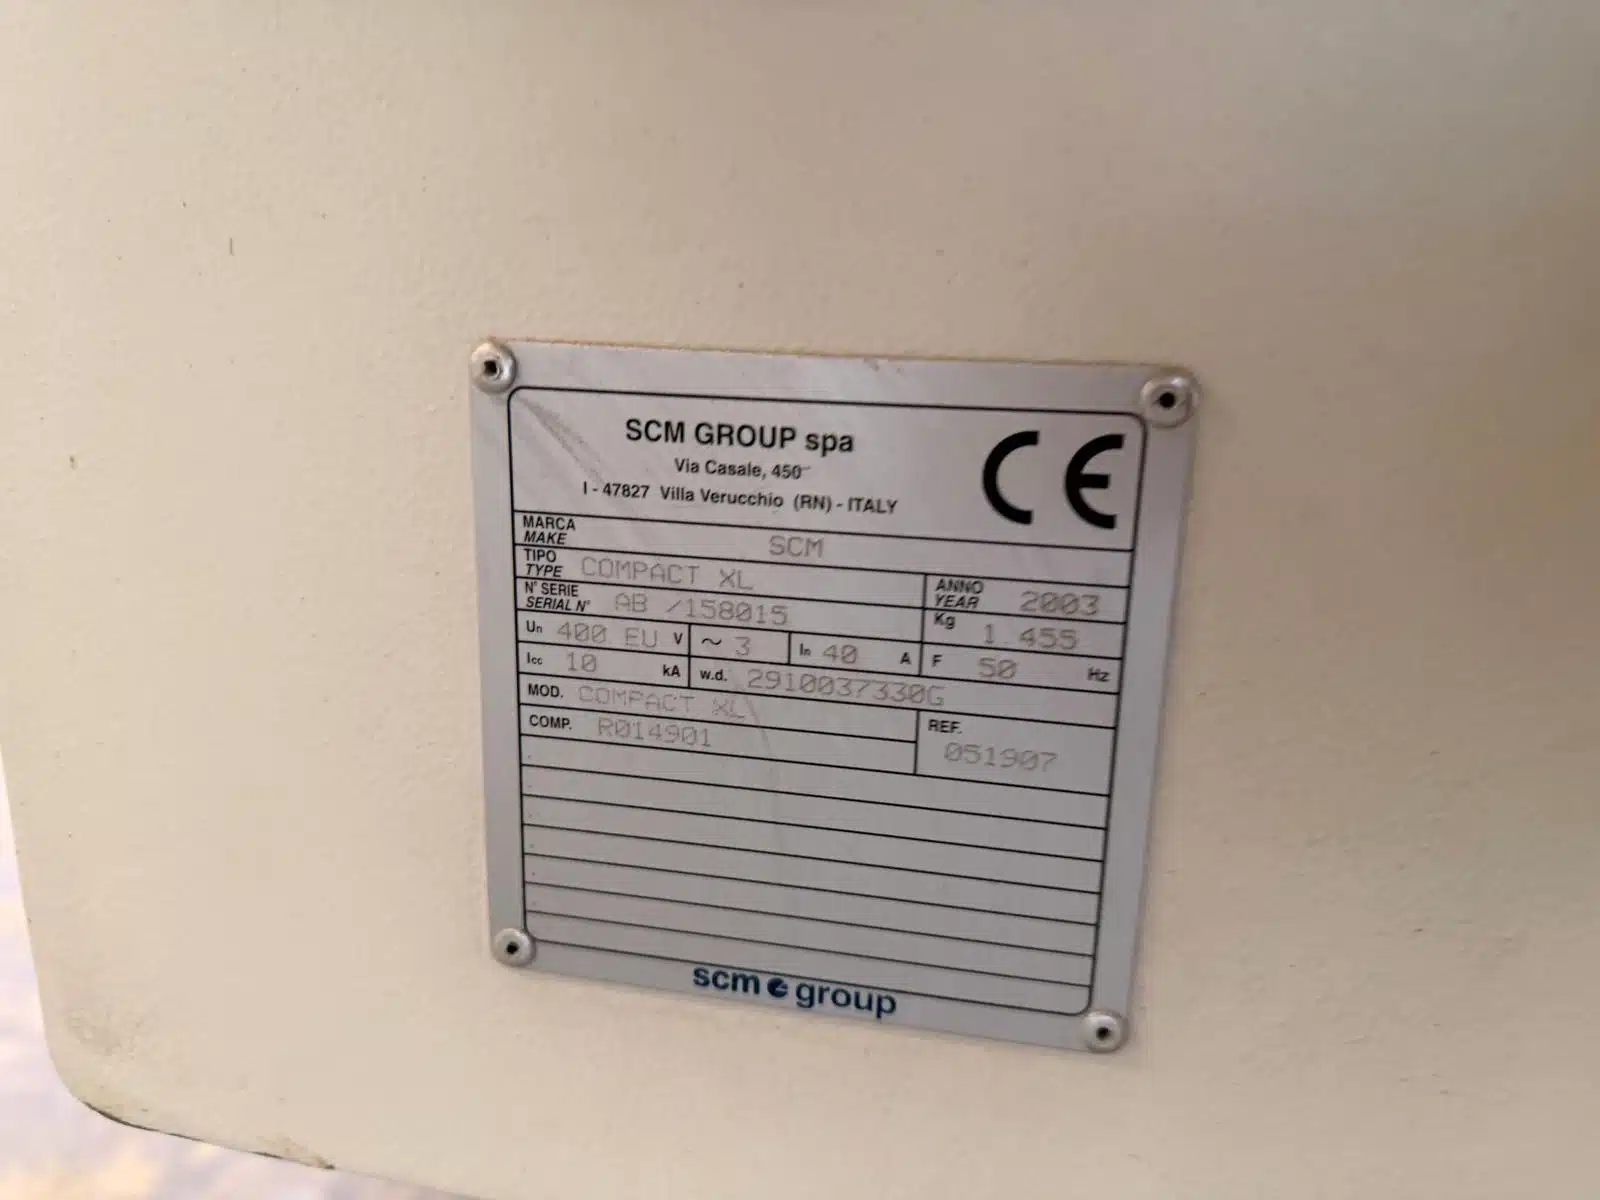 SCM GROUP spa
Via Casale, 450
I - 47827 Villa Verucchio (RN) - ITALY
CE
MARCA
MAKE
SCM
TIPO
TYPE
COMPACT XL
ANNO
YEAR
2003
N° SERIE
SERIAL N°
AB /158015
Kg
1 455
Un 400 EU V
~ 3
In 40 A
F 50 Hz
Icc 10 kA
w.d. 2910037330G
MOD. COMPACT XL
COMP. R014901
REF.
051907
scm group